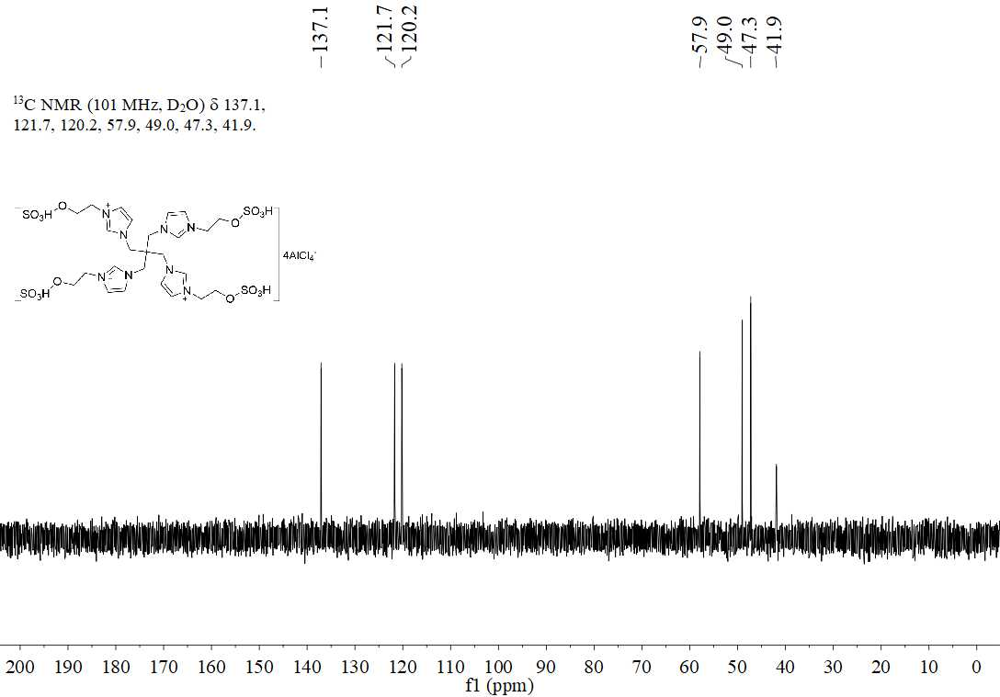 137.1
121.7
120.2
57.9
49.0
47.3
41.9
¹³C NMR (101 MHz, D₂O) δ 137.1,
121.7, 120.2, 57.9, 49.0, 47.3, 41.9.
SO₃H O N + N
N N O SO₃H
4AlCl₄⁻
SO₃H O N N
N N + O SO₃H
200 190 180 170 160 150 140 130 120 110 100 90 80 70 60 50 40 30 20 10 0
f1 (ppm)